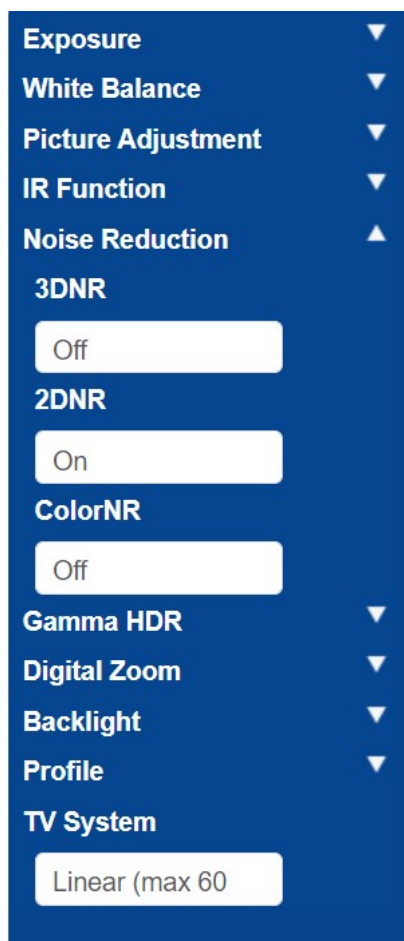 Exposure
White Balance
Picture Adjustment
IR Function
Noise Reduction
3DNR
Off
2DNR
On
ColorNR
Off
Gamma HDR
Digital Zoom
Backlight
Profile
TV System
Linear (max 60